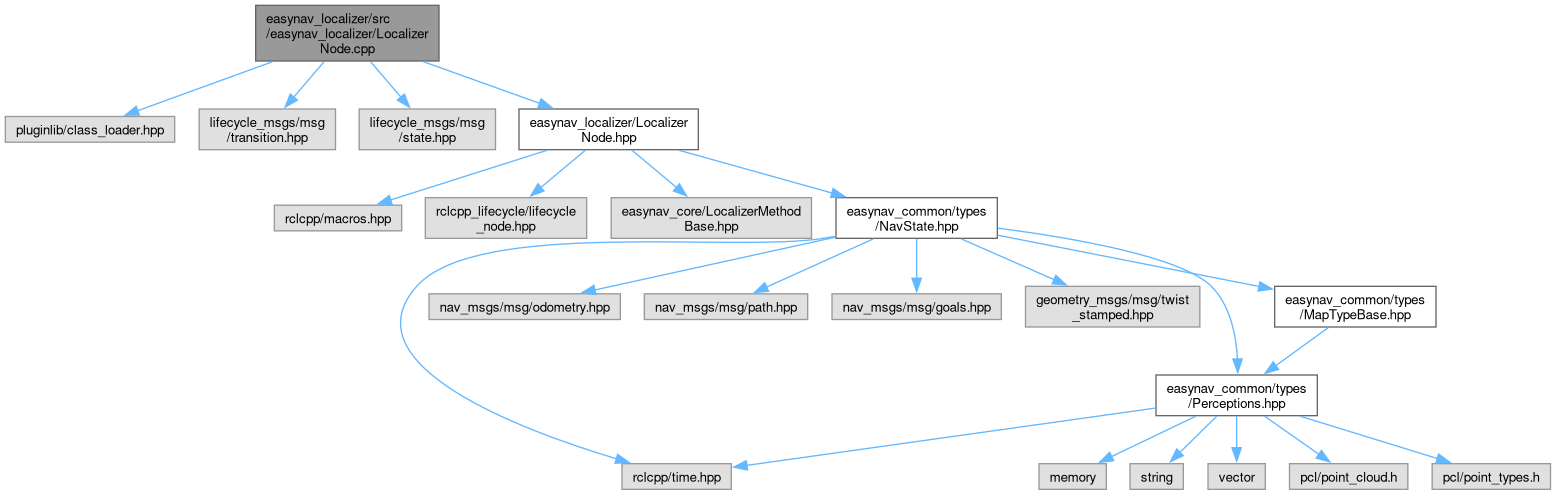 easynav_localizer/src
/easynav_localizer/Localizer
Node.cpp
pluginlib/class_loader.hpp
lifecycle_msgs/msg
/transition.hpp
lifecycle_msgs/msg
/state.hpp
easynav_localizer/Localizer
Node.hpp
rclcpp/macros.hpp
rclcpp_lifecycle/lifecycle
_node.hpp
easynav_core/LocalizerMethod
Base.hpp
easynav_common/types
/NavState.hpp
nav_msgs/msg/odometry.hpp
nav_msgs/msg/path.hpp
nav_msgs/msg/goals.hpp
geometry_msgs/msg/twist
_stamped.hpp
easynav_common/types
/MapTypeBase.hpp
easynav_common/types
/Perceptions.hpp
rclcpp/time.hpp
memory
string
vector
pcl/point_cloud.h
pcl/point_types.h